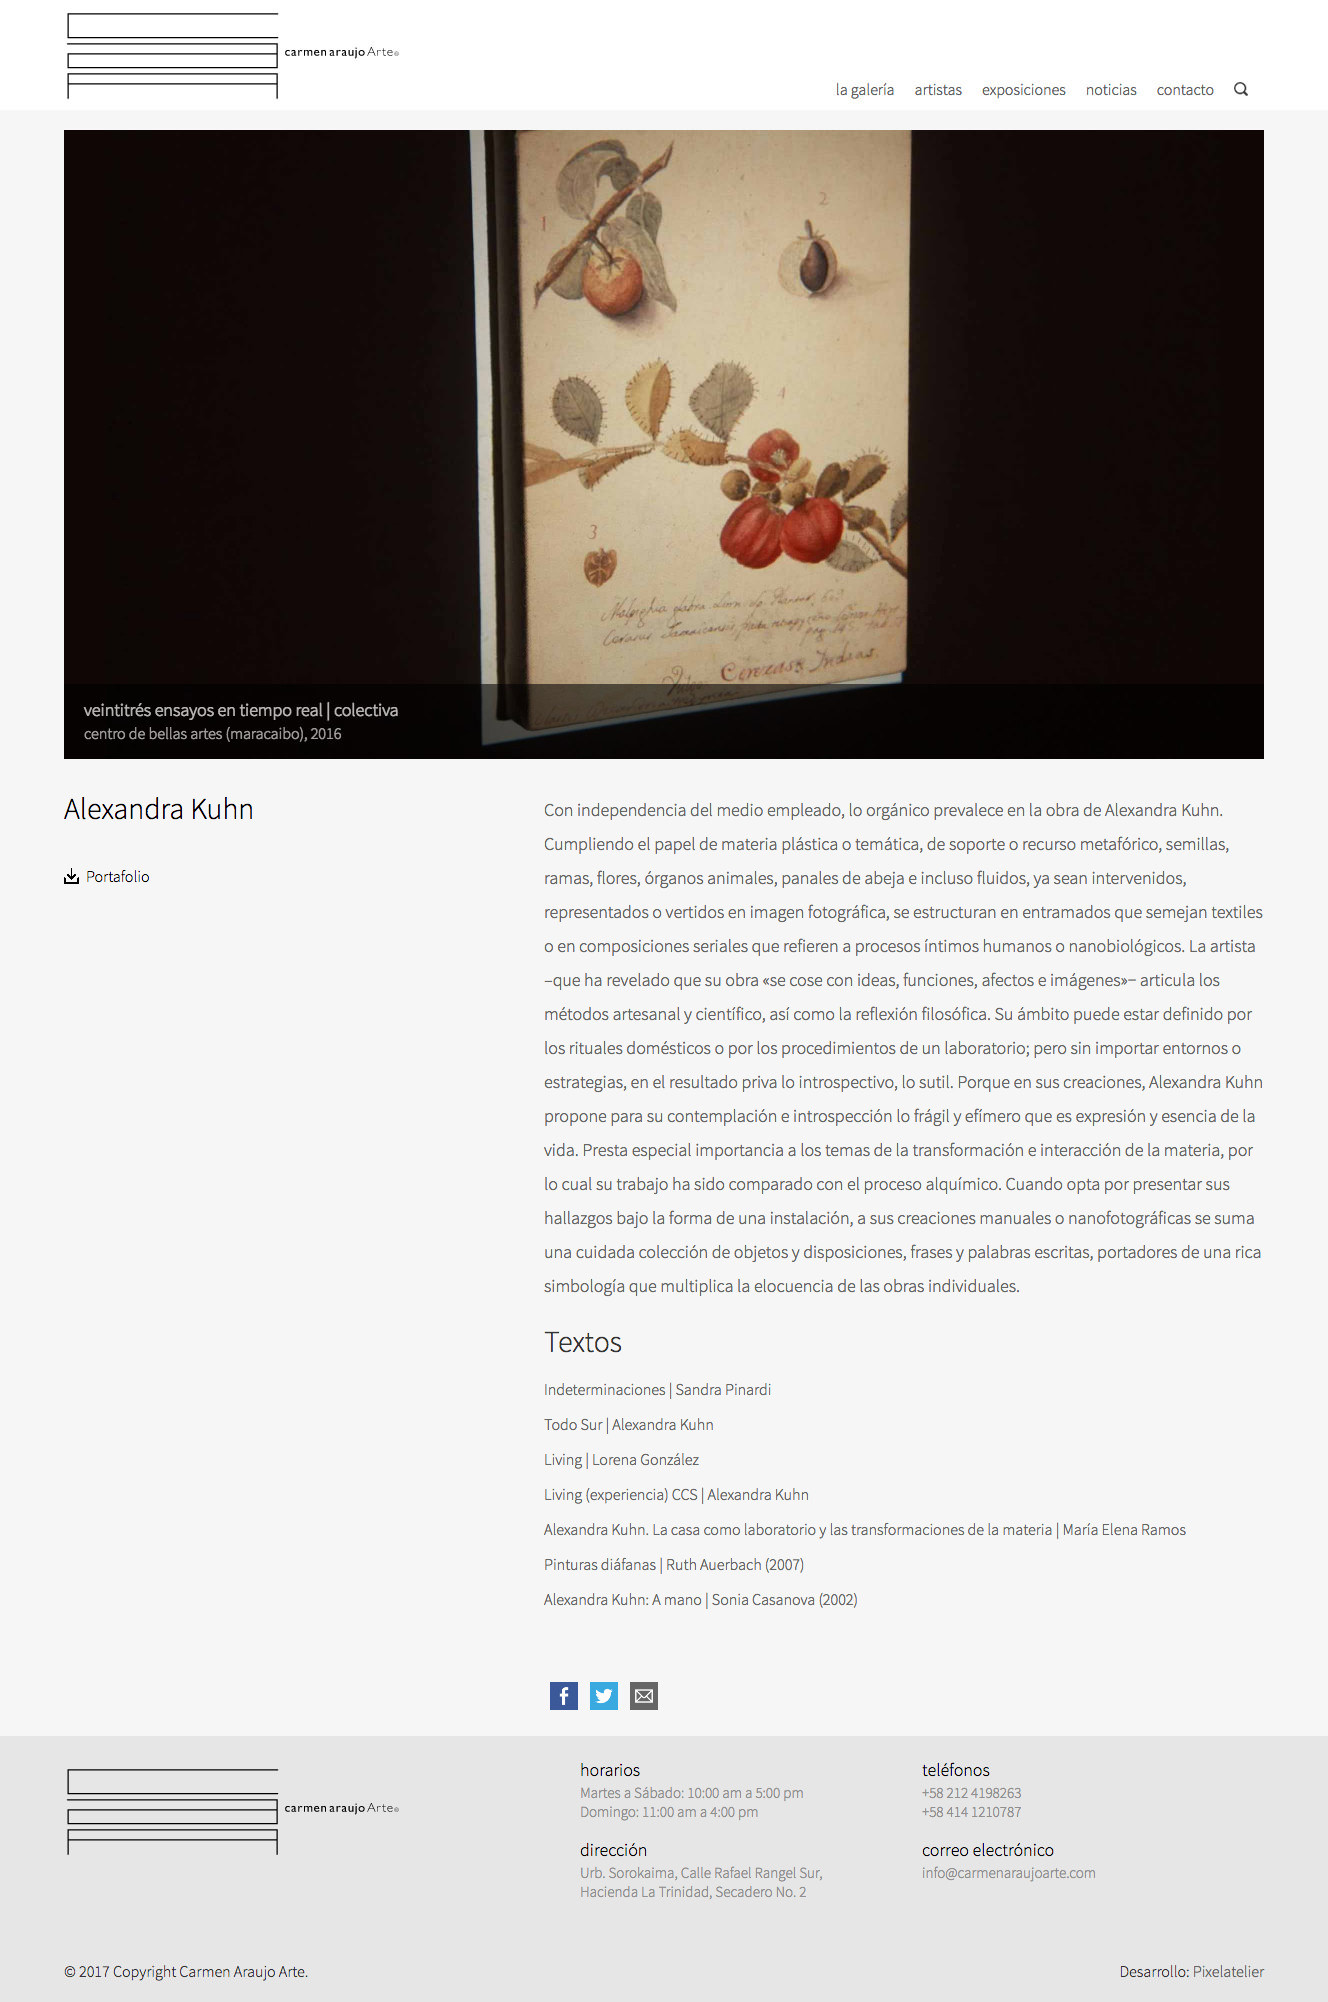 carmen araujo Arte
la galería artistas exposiciones noticias contacto
1
2
4
3
Cerezas Indias.
veintitrés ensayos en tiempo real | colectiva
centro de bellas artes (maracaibo), 2016
Alexandra Kuhn
Portafolio
Con independencia del medio empleado, lo orgánico prevalece en la obra de Alexandra Kuhn.
Cumpliendo el papel de materia plástica o temática, de soporte o recurso metafórico, semillas,
ramas, flores, órganos animales, panales de abeja e incluso fluidos, ya sean intervenidos,
representados o vertidos en imagen fotográfica, se estructuran en entramados que semejan textiles
o en composiciones seriales que refieren a procesos íntimos humanos o nanobiológicos. La artista
–que ha revelado que su obra «se cose con ideas, funciones, afectos e imágenes»– articula los
métodos artesanal y científico, así como la reflexión filosófica. Su ámbito puede estar definido por
los rituales domésticos o por los procedimientos de un laboratorio; pero sin importar entornos o
estrategias, en el resultado priva lo introspectivo, lo sutil. Porque en sus creaciones, Alexandra Kuhn
propone para su contemplación e introspección lo frágil y efímero que es expresión y esencia de la
vida. Presta especial importancia a los temas de la transformación e interacción de la materia, por
lo cual su trabajo ha sido comparado con el proceso alquímico. Cuando opta por presentar sus
hallazgos bajo la forma de una instalación, a sus creaciones manuales o nanofotográficas se suma
una cuidada colección de objetos y disposiciones, frases y palabras escritas, portadores de una rica
simbología que multiplica la elocuencia de las obras individuales.
Textos
Indeterminaciones | Sandra Pinardi
Todo Sur | Alexandra Kuhn
Living | Lorena González
Living (experiencia) CCS | Alexandra Kuhn
Alexandra Kuhn. La casa como laboratorio y las transformaciones de la materia | María Elena Ramos
Pinturas diáfanas | Ruth Auerbach (2007)
Alexandra Kuhn: A mano | Sonia Casanova (2002)
carmen araujo Arte
horarios
Martes a Sábado: 10:00 am a 5:00 pm
Domingo: 11:00 am a 4:00 pm
dirección
Urb. Sorokaima, Calle Rafael Rangel Sur,
Hacienda La Trinidad, Secadero No. 2
teléfonos
+58 212 4198263
+58 414 1210787
correo electrónico
info@carmenaraujoarte.com
© 2017 Copyright Carmen Araujo Arte.
Desarrollo: Pixelatelier